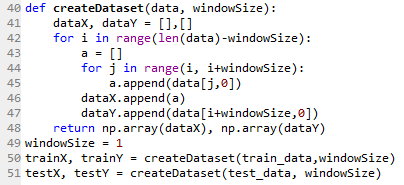 40 def createDataset(data, windowSize):
41     dataX, dataY = [],[]
42     for i in range(len(data)-windowSize):
43         a = []
44         for j in range(i, i+windowSize):
45             a.append(data[j,0])
46         dataX.append(a)
47         dataY.append(data[i+windowSize,0])
48     return np.array(dataX), np.array(dataY)
49 windowSize = 1
50 trainX, trainY = createDataset(train_data,windowSize)
51 testX, testY = createDataset(test_data, windowSize)